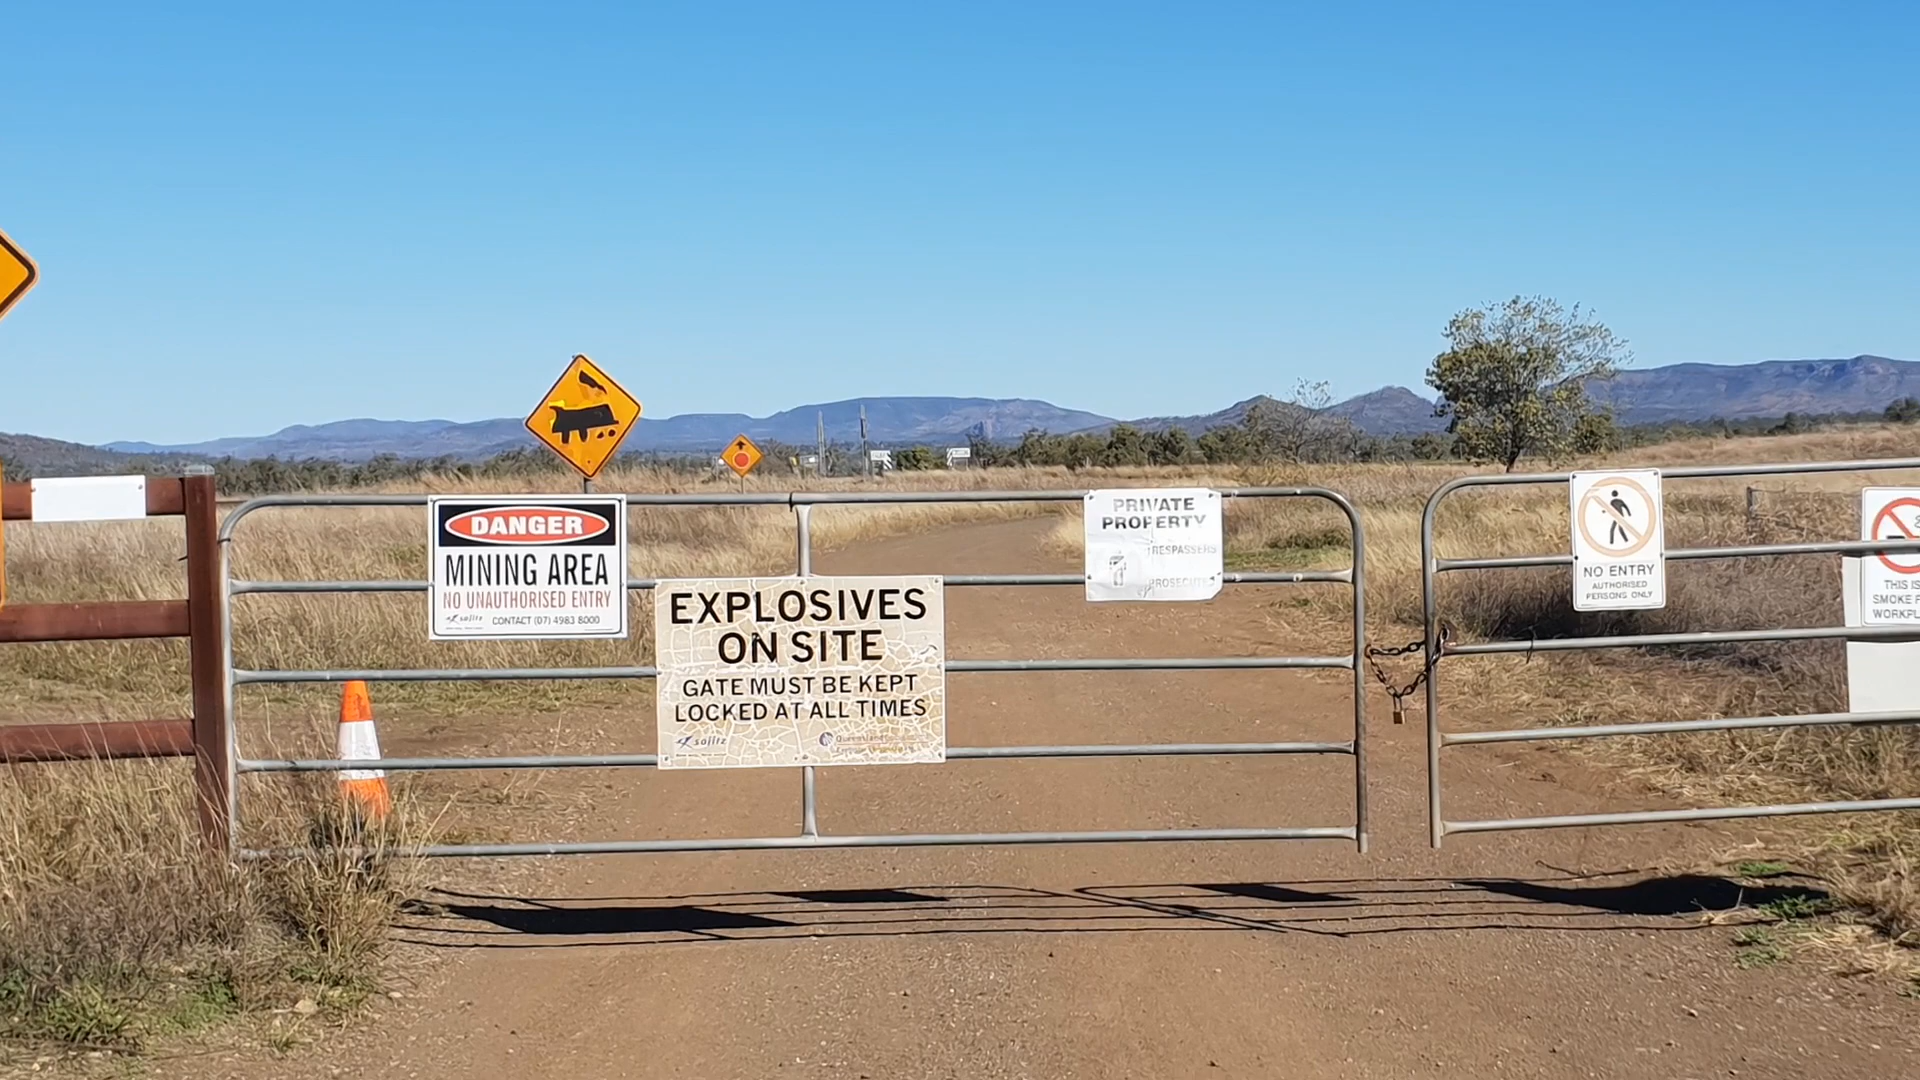 DANGER
MINING AREA
NO UNAUTHORISED ENTRY
CONTACT (07) 4983 8000
EXPLOSIVES
ON SITE
GATE MUST BE KEPT
LOCKED AT ALL TIMES
PRIVATE
PROPERTY
TRESPASSERS
PROSECUTED
NO ENTRY
AUTHORISED
PERSONS ONLY
THIS IS
SMOKE F
WORKPL